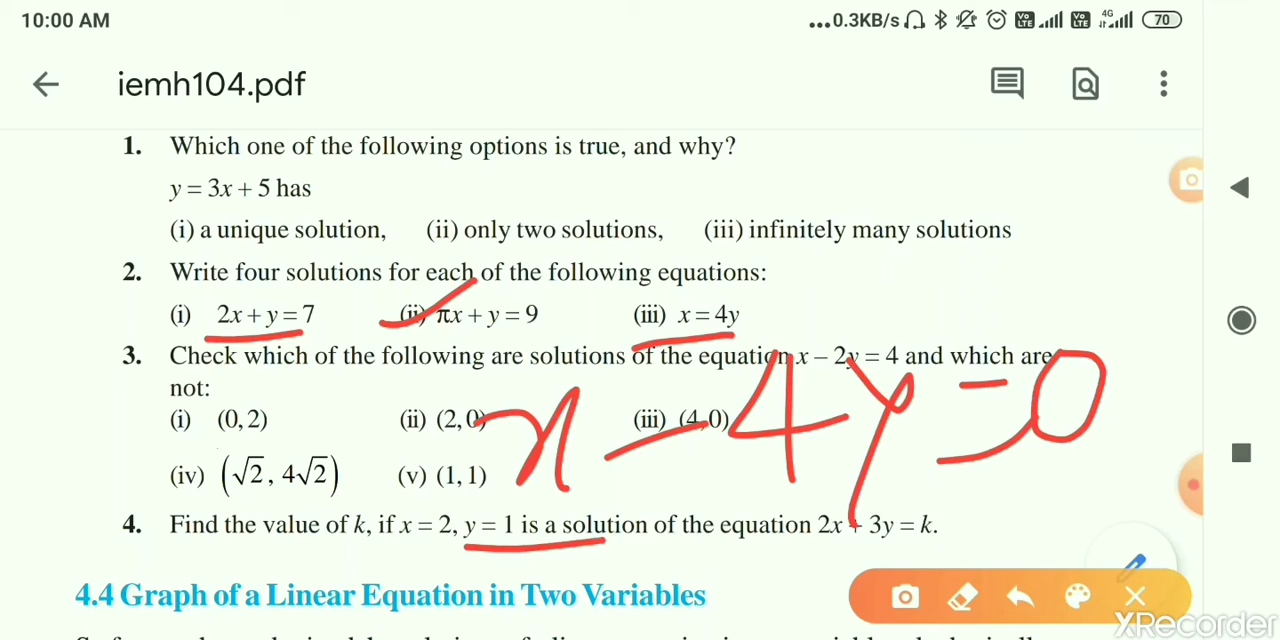 10:00 AM ...0.3KB/s Vo LTE Vo LTE 4G 70
iemh104.pdf
1. Which one of the following options is true, and why?
y = 3x + 5 has
(i) a unique solution, (ii) only two solutions, (iii) infinitely many solutions
2. Write four solutions for each of the following equations:
(i) 2x + y = 7 (ii) πx + y = 9 (iii) x = 4y
3. Check which of the following are solutions of the equation x – 2y = 4 and which are
not:
(i) (0, 2) (ii) (2, 0) (iii) (4, 0)
x - 4y = 0
(iv) (√2, 4√2) (v) (1, 1)
4. Find the value of k, if x = 2, y = 1 is a solution of the equation 2x + 3y = k.
4.4 Graph of a Linear Equation in Two Variables
XRecorder